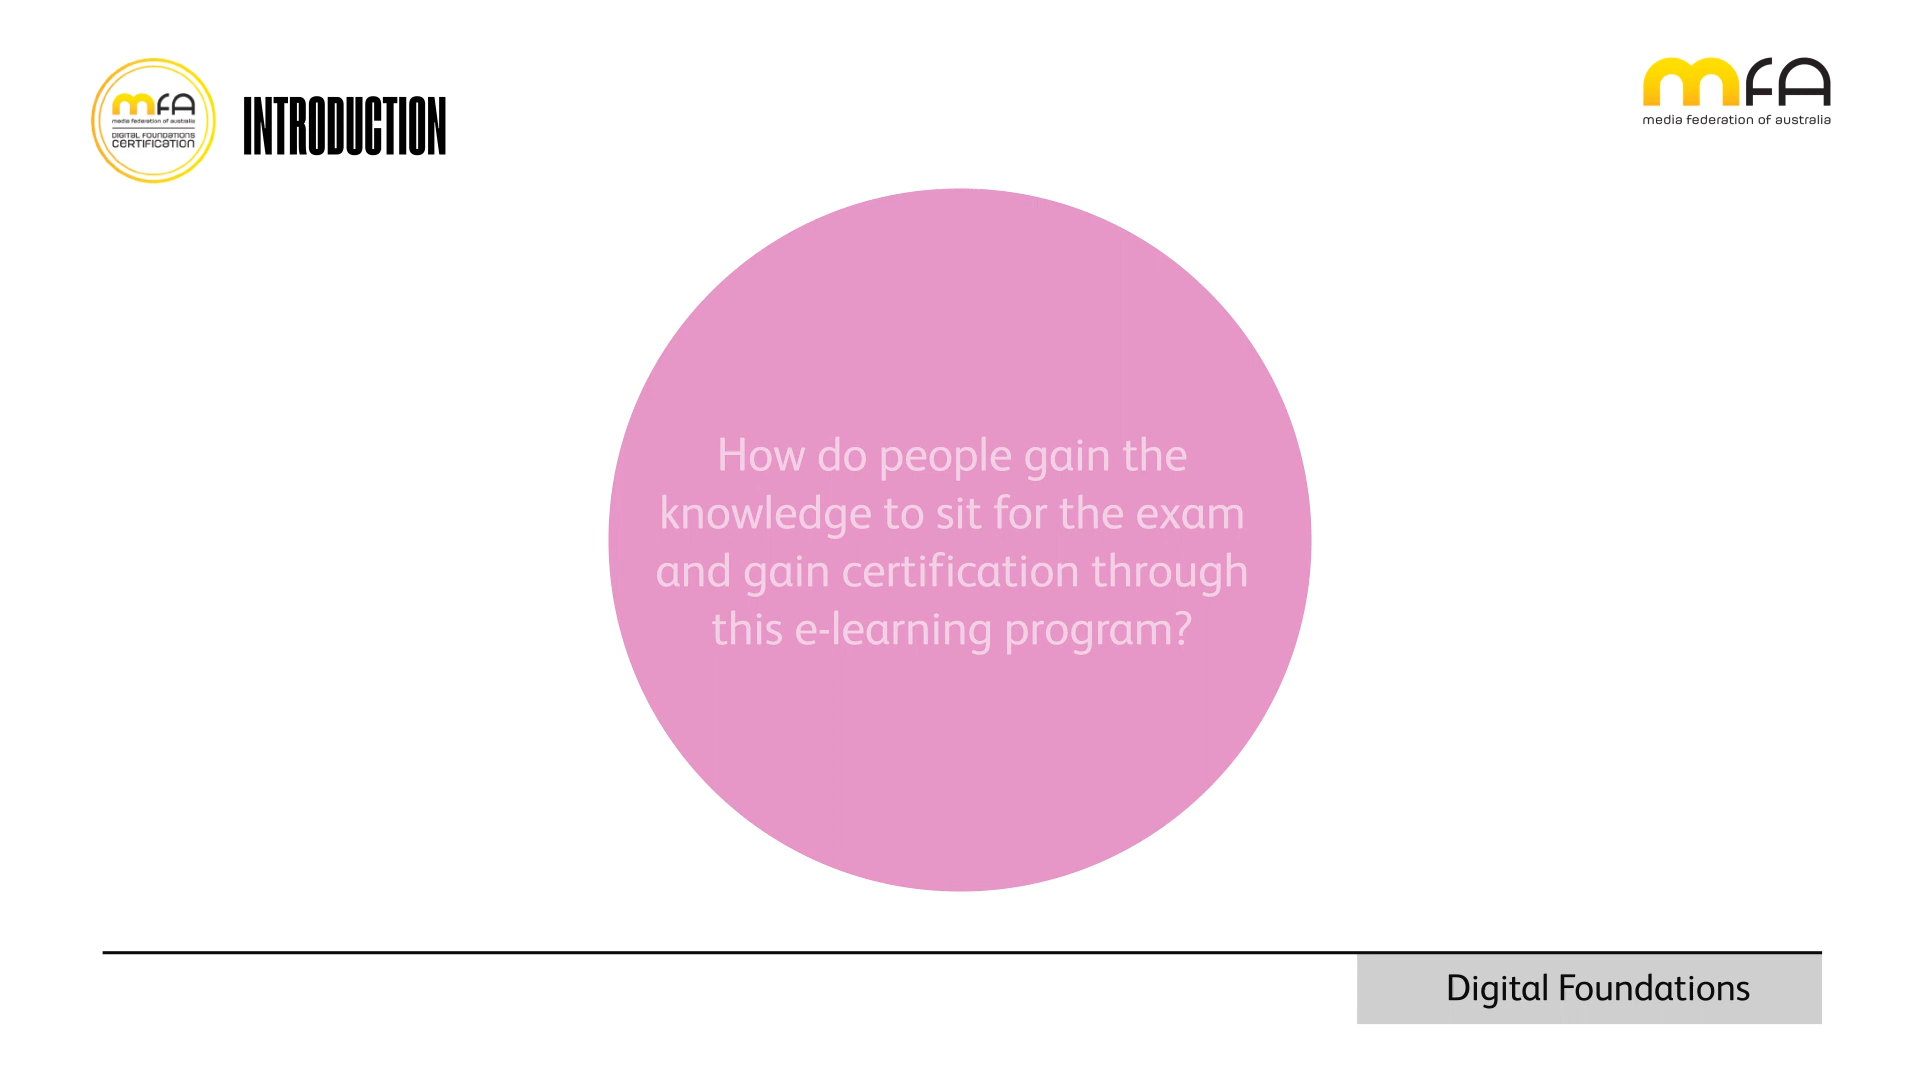 mFA
media federation of australia
DIGITAL FOUNDATIONS
CERTIFICATION
INTRODUCTION
mFA
media federation of australia
How do people gain the
knowledge to sit for the exam
and gain certification through
this e-learning program?
Digital Foundations